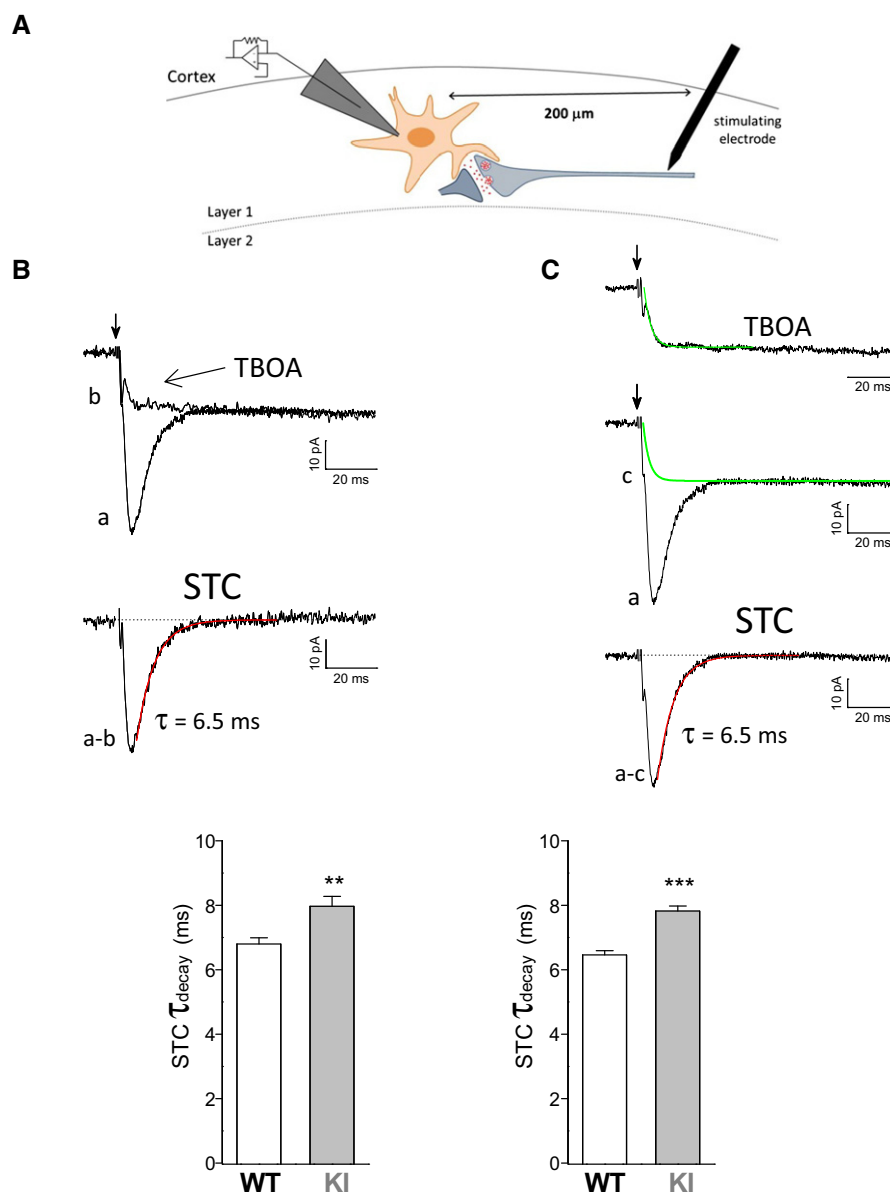 A
Cortex
200 μm
stimulating
electrode
Layer 1
Layer 2
B
TBOA
b
10 pA
20 ms
a
STC
10 pA
20 ms
τ = 6.5 ms
a-b
C
TBOA
20 ms
c
10 pA
20 ms
a
STC
10 pA
20 ms
τ = 6.5 ms
a-c
10
8
6
4
2
0
STC τdecay (ms)
**
WT
KI
10
8
6
4
2
0
STC τdecay (ms)
***
WT
KI